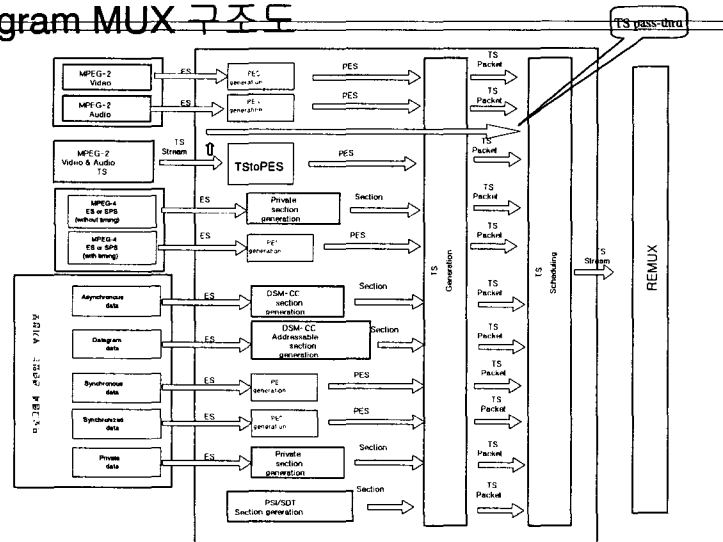 gram MUX 구조도
TS pass-thru
MPEG-2
Video
ES
PES
generation
PES
TS
Packet
MPEG-2
Audio
ES
PES
generation
PES
TS
Packet
MPEG-2
Video & Audio
TS
TS
Stream
TStoPES
PES
TS
Packet
MPEG-4
ES or SPS
(without timing)
ES
Private
section
generation
Section
TS
Packet
MPEG-4
ES or SPS
(with timing)
ES
PES
generation
PES
TS
Packet
TS
Generation
TS
Scheduling
TS
Stream
REMUX
Asynchronous
data
ES
DSM-CC
section
generation
Section
TS
Packet
Datagram
data
ES
DSM-CC
Addressable
section
generation
Section
TS
Packet
Synchronous
data
ES
PE
generation
PES
TS
Packet
Synchronized
data
ES
PES
generation
PES
TS
Packet
Private
data
ES
Private
section
generation
Section
TS
Packet
PSI/SDT
Section generation
Section
TS
Packet